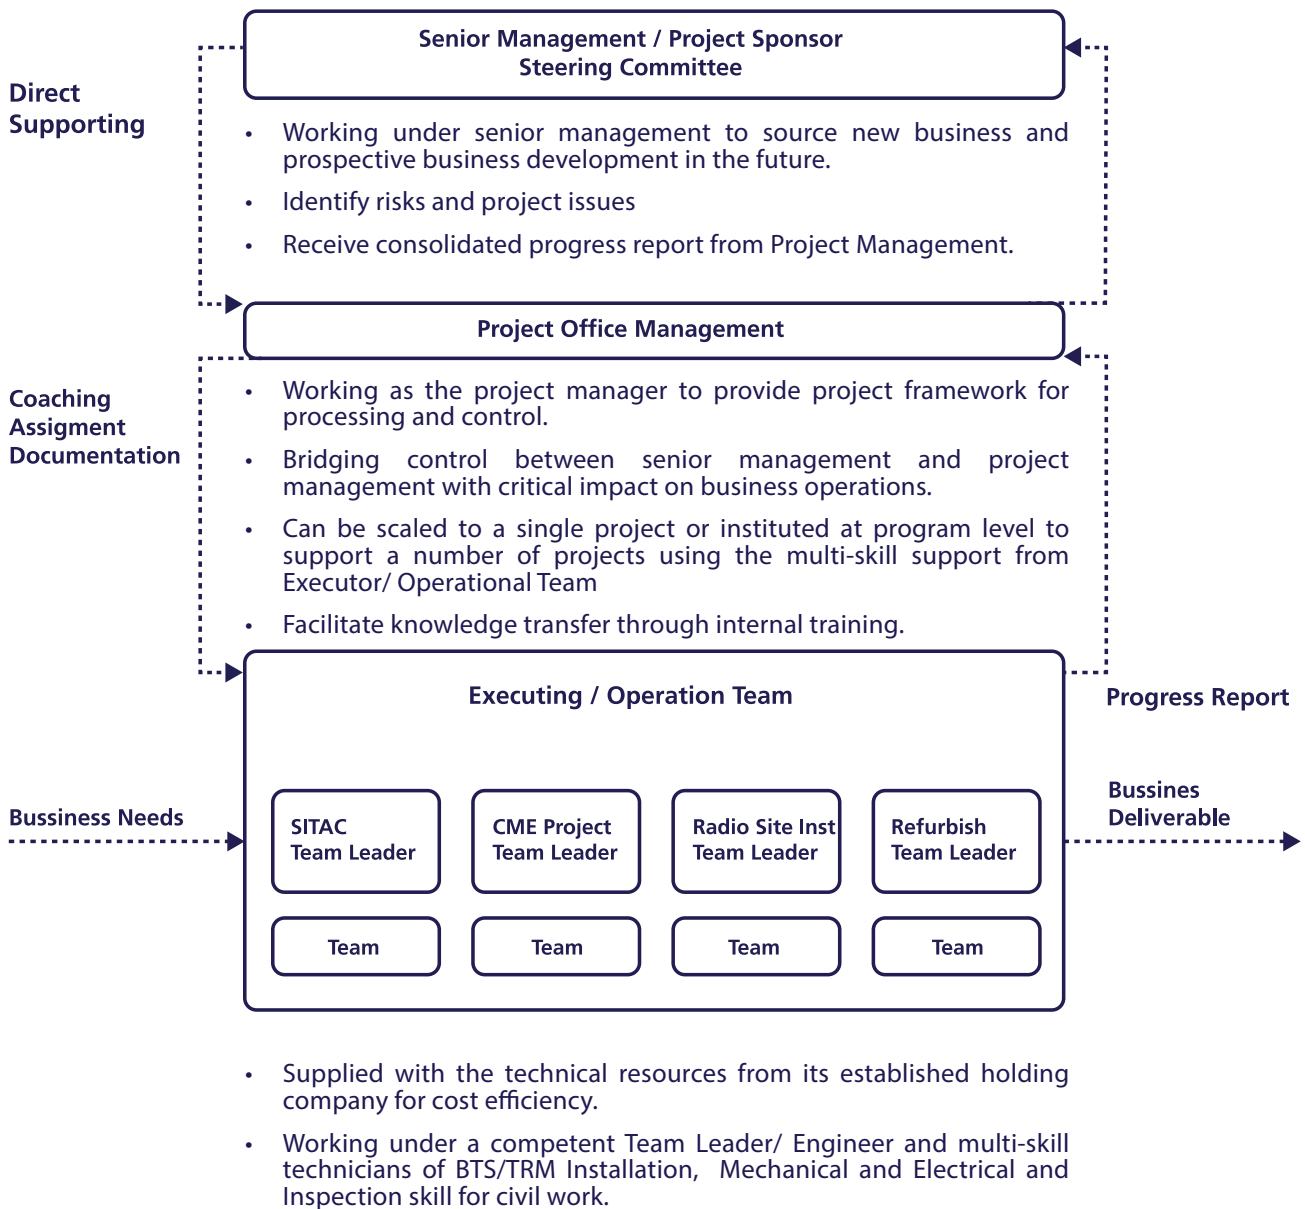 Senior Management / Project Sponsor
Steering Committee
Direct
Supporting
• Working under senior management to source new business and
prospective business development in the future.
• Identify risks and project issues
• Receive consolidated progress report from Project Management.
Project Office Management
Coaching
Assigment
Documentation
• Working as the project manager to provide project framework for
processing and control.
• Bridging control between senior management and project
management with critical impact on business operations.
• Can be scaled to a single project or instituted at program level to
support a number of projects using the multi-skill support from
Executor/ Operational Team
• Facilitate knowledge transfer through internal training.
Executing / Operation Team
Progress Report
Bussiness Needs
SITAC
Team Leader
CME Project
Team Leader
Radio Site Inst
Team Leader
Refurbish
Team Leader
Bussines
Deliverable
Team
Team
Team
Team
• Supplied with the technical resources from its established holding
company for cost efficiency.
• Working under a competent Team Leader/ Engineer and multi-skill
technicians of BTS/TRM Installation, Mechanical and Electrical and
Inspection skill for civil work.